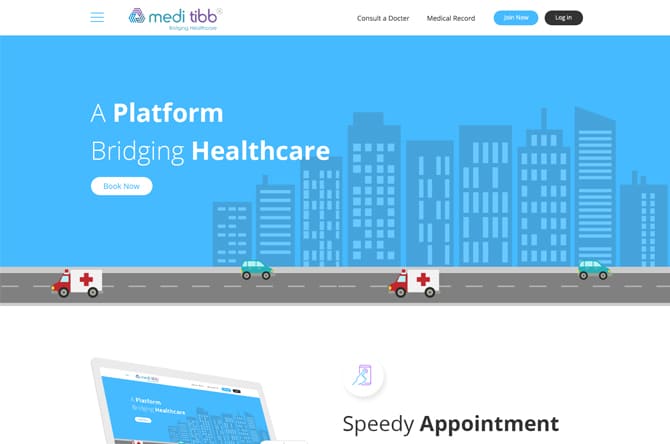 medi tibb
Bridging Healthcare
Consult a Docter
Medical Record
Join Now
Log in
A Platform
Bridging Healthcare
Book Now
medi tibb
A Platform
Bridging Healthcare
Speedy Appointment